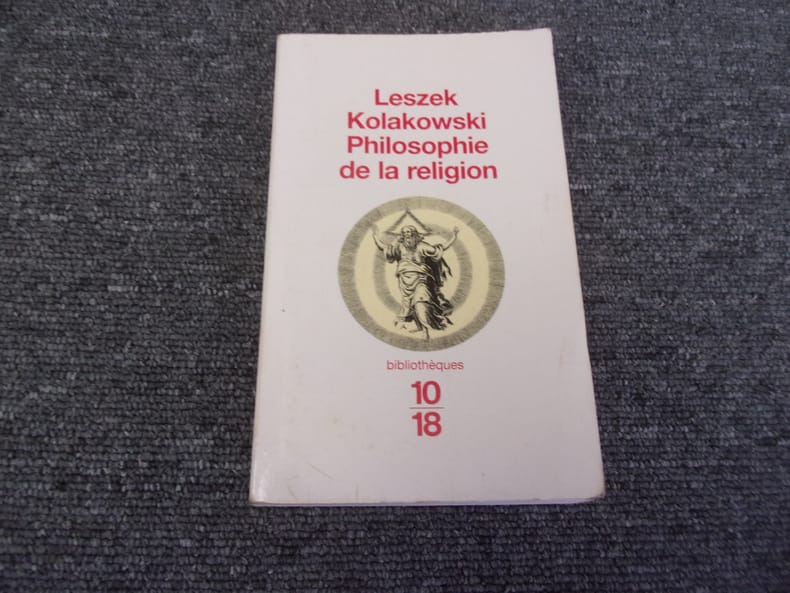 Leszek
Kolakowski
Philosophie
de la religion
bibliothèques
10
18